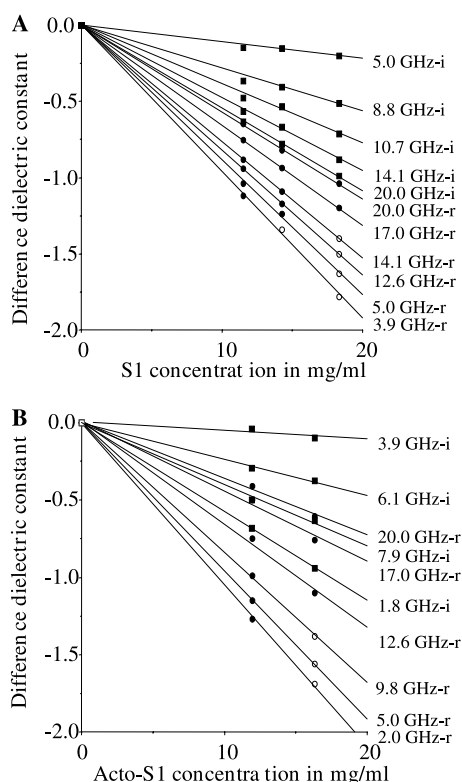 A
0.0
-0.5
-1.0
-1.5
-2.0
Difference dielectric constant
5.0 GHz-i
8.8 GHz-i
10.7 GHz-i
14.1 GHz-i
20.0 GHz-i
20.0 GHz-r
17.0 GHz-r
14.1 GHz-r
12.6 GHz-r
5.0 GHz-r
3.9 GHz-r
0 10 20
S1 concentrat ion in mg/ml
B
0.0
-0.5
-1.0
-1.5
-2.0
Difference dielectric constant
3.9 GHz-i
6.1 GHz-i
20.0 GHz-r
7.9 GHz-i
17.0 GHz-r
1.8 GHz-i
12.6 GHz-r
9.8 GHz-r
5.0 GHz-r
2.0 GHz-r
0 10 20
Acto-S1 concentra tion in mg/ml